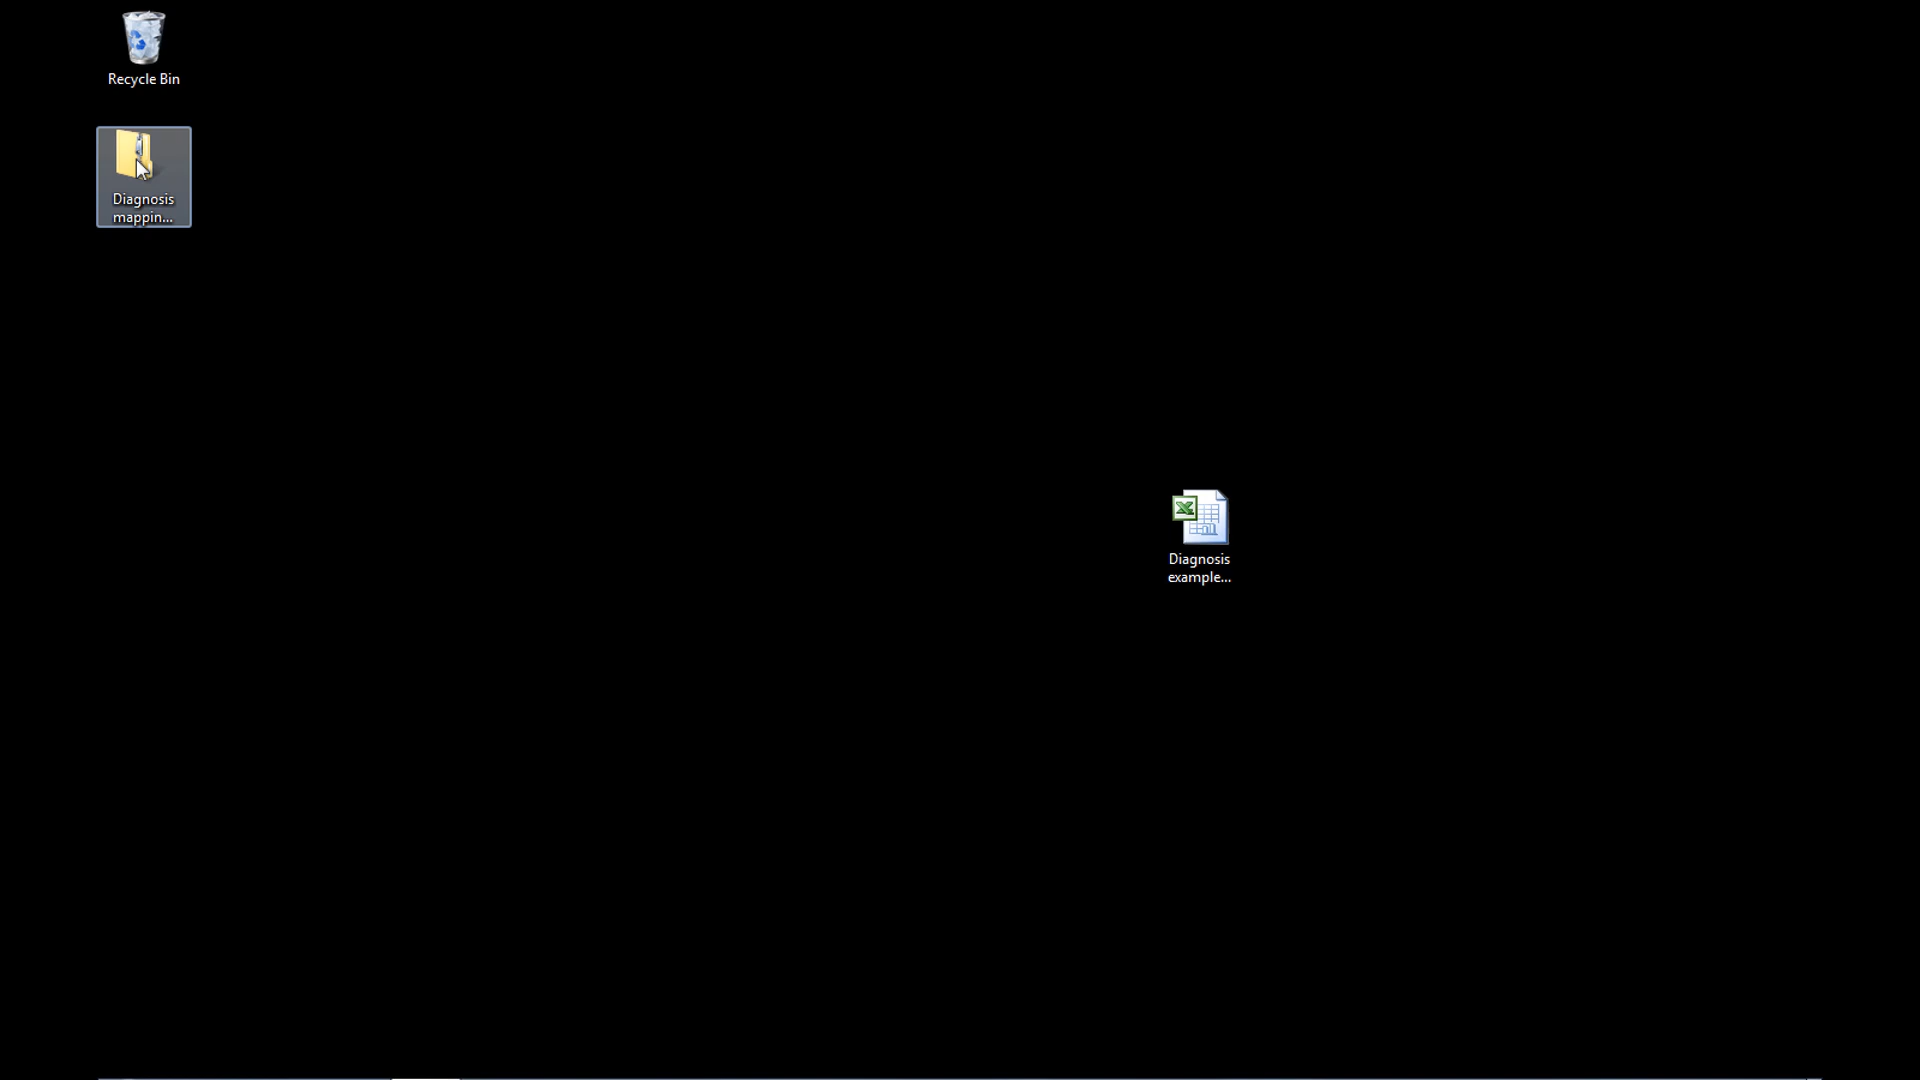 Recycle Bin
Diagnosis
mappin...
Diagnosis
example...